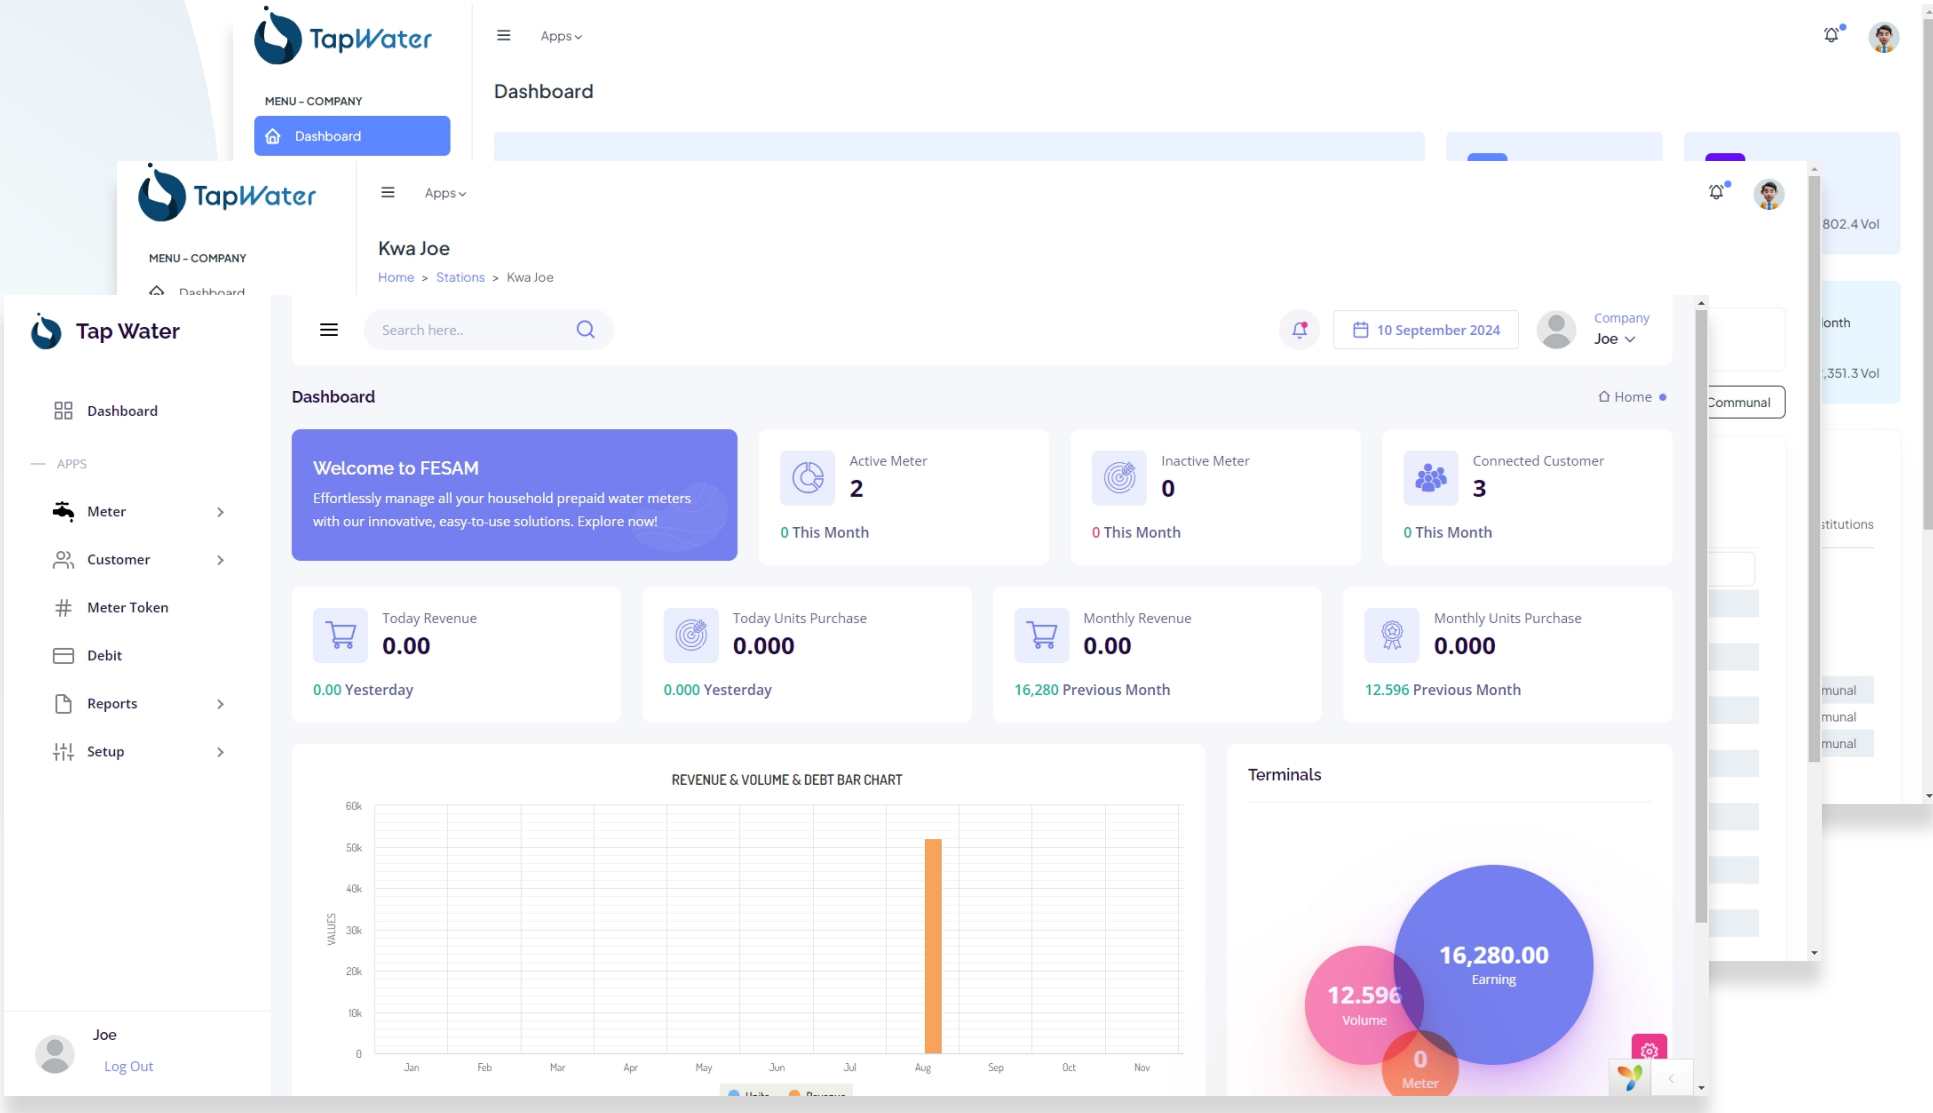 TapWater
Apps
MENU - COMPANY
Dashboard
Dashboard
802.4 Vol
,351.3 Vol
Communal
TapWater
Apps
MENU - COMPANY
Dashboard
Kwa Joe
Home > Stations > Kwa Joe
Tap Water
Search here..
10 September 2024
Company
Joe
Dashboard
APPS
Meter
Customer
Meter Token
Debit
Reports
Setup
Joe
Log Out
Dashboard
Home
Welcome to FESAM
Effortlessly manage all your household prepaid water meters
with our innovative, easy-to-use solutions. Explore now!
Active Meter
2
0 This Month
Inactive Meter
0
0 This Month
Connected Customer
3
0 This Month
Today Revenue
0.00
0.00 Yesterday
Today Units Purchase
0.000
0.000 Yesterday
Monthly Revenue
0.00
16,280 Previous Month
Monthly Units Purchase
0.000
12.596 Previous Month
REVENUE & VOLUME & DEBT BAR CHART
VALUES
60k
50k
40k
30k
20k
10k
0
Jan Feb Mar Apr May Jun Jul Aug Sep Oct Nov
Units Revenue
Terminals
16,280.00
Earning
12.596
Volume
0
Meter